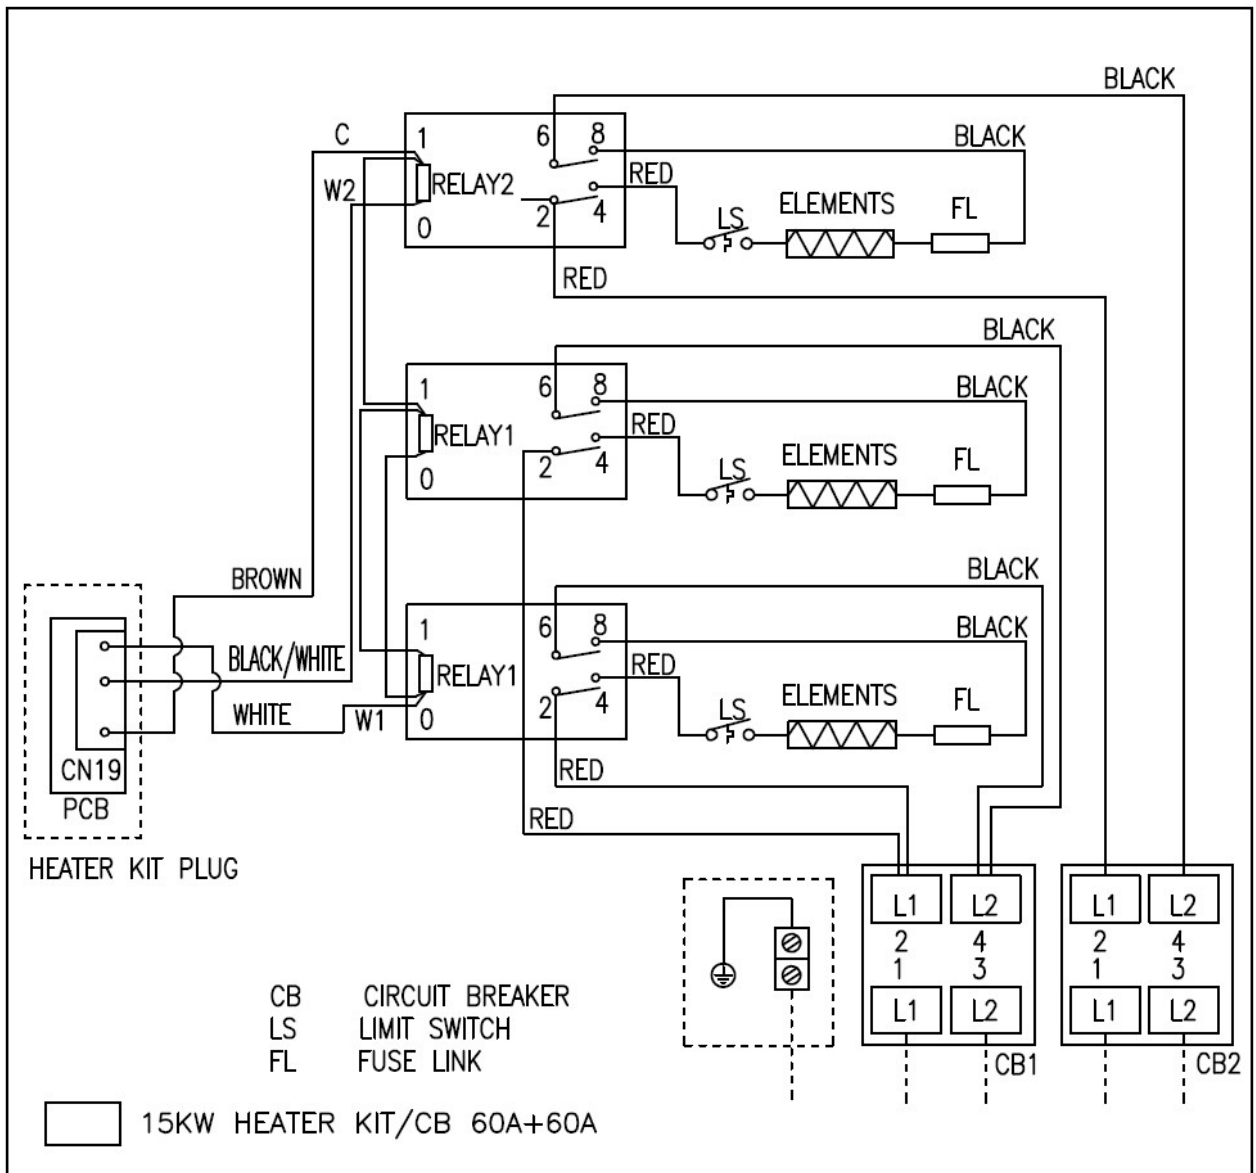 BLACK
C
1
6
8
BLACK
W2
RELAY2
RED
ELEMENTS
FL
LS
0
2
4
RED
BLACK
1
6
8
BLACK
RELAY1
RED
ELEMENTS
FL
LS
0
2
4
BROWN
BLACK
1
6
8
BLACK
BLACK/WHITE
RELAY1
RED
ELEMENTS
FL
LS
WHITE
W1
0
2
4
CN19
PCB
RED
RED
HEATER KIT PLUG
L1 L2 L1 L2
2 4 2 4
1 3 1 3
L1 L2 L1 L2
CB1 CB2
CB CIRCUIT BREAKER
LS LIMIT SWITCH
FL FUSE LINK
15KW HEATER KIT/CB 60A+60A